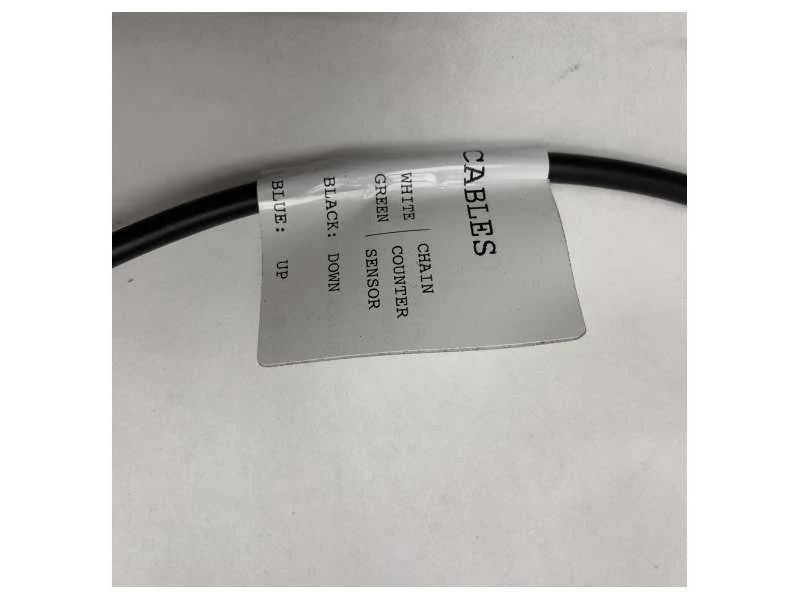 CABLES
CHAIN
WHITE | COUNTER
GREEN | SENSOR
BLACK: DOWN
BLUE: UP